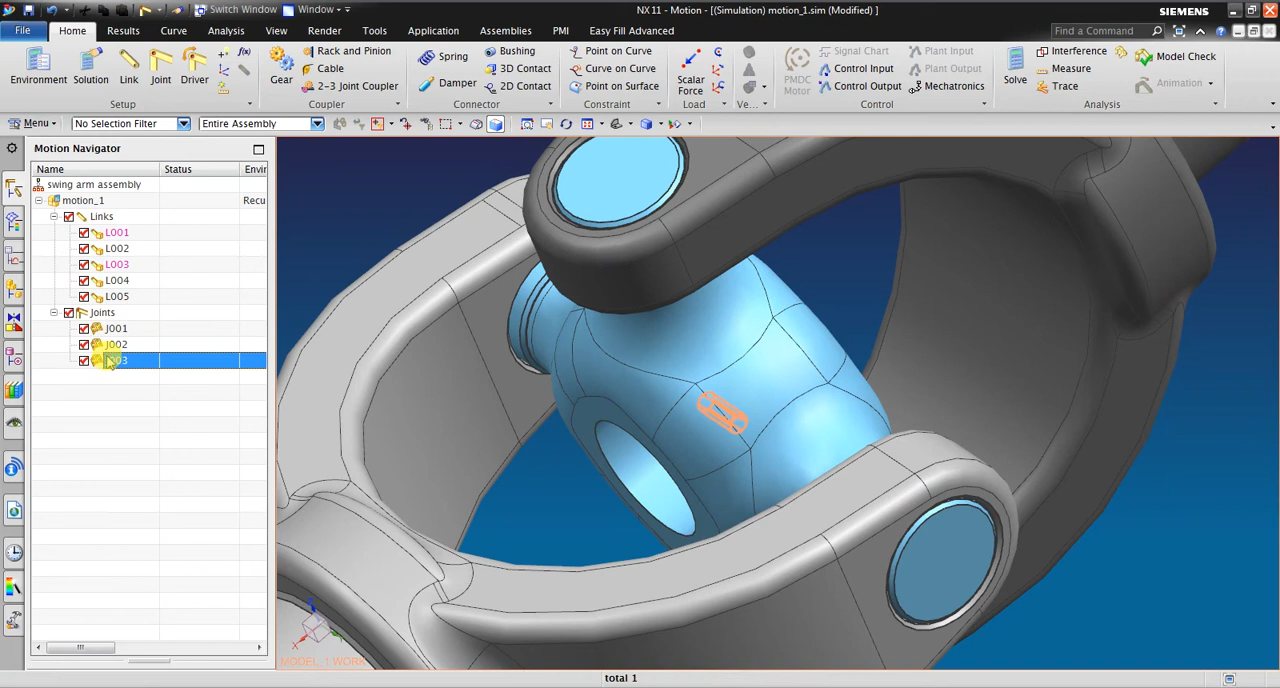 Switch Window Window
NX 11 - Motion - [(Simulation) motion_1.sim (Modified) ]
SIEMENS
File Home Results Curve Analysis View Render Tools Application Assemblies PMI Easy Fill Advanced
Find a Command
Environment Solution Link Joint Driver
f(x)
Setup
Gear
Rack and Pinion
Cable
2-3 Joint Coupler
Coupler
Spring
Damper
Bushing
3D Contact
2D Contact
Connector
Point on Curve
Curve on Curve
Point on Surface
Constraint
Scalar
Force
Load
Ve...
PMDC
Motor
Signal Chart
Control Input
Control Output
Plant Input
Plant Output
Mechatronics
Control
Solve
Interference
Measure
Trace
Model Check
Animation
Analysis
Menu
No Selection Filter
Entire Assembly
Motion Navigator
Name Status Envir
swing arm assembly
motion_1 Recu
Links
L001
L002
L003
L004
L005
Joints
J001
J002
X
MODEL_1 WORK
total 1